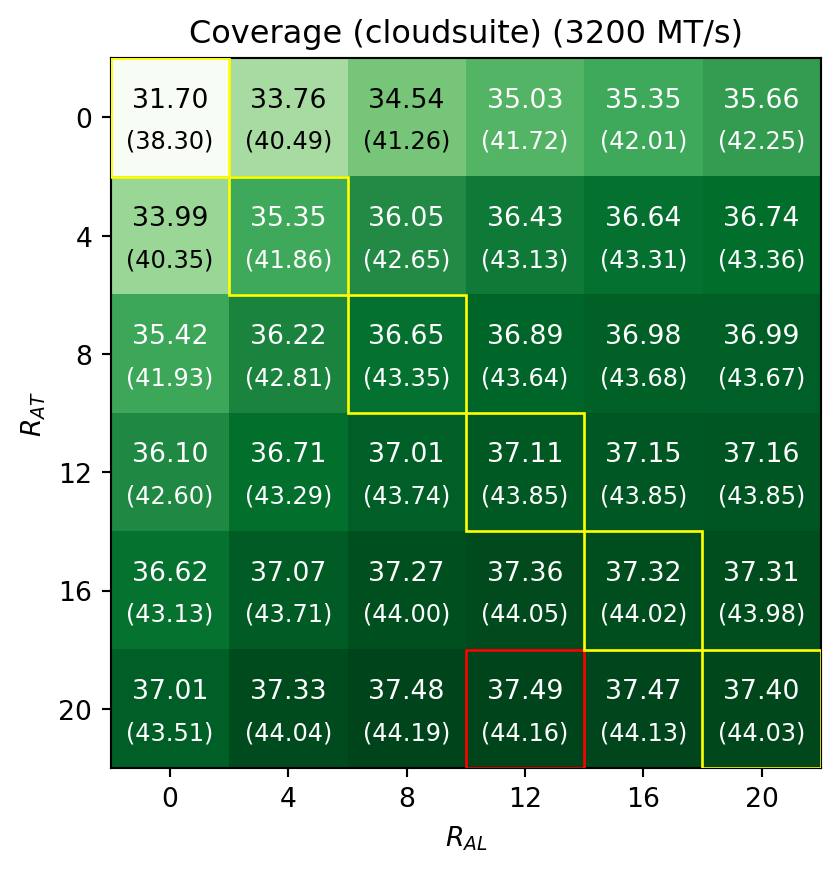 Coverage (cloudsuite) (3200 MT/s)
0 31.70 33.76 34.54 35.03 35.35 35.66
(38.30) (40.49) (41.26) (41.72) (42.01) (42.25)
4 33.99 35.35 36.05 36.43 36.64 36.74
(40.35) (41.86) (42.65) (43.13) (43.31) (43.36)
8 35.42 36.22 36.65 36.89 36.98 36.99
(41.93) (42.81) (43.35) (43.64) (43.68) (43.67)
R_{AT}
12 36.10 36.71 37.01 37.11 37.15 37.16
(42.60) (43.29) (43.74) (43.85) (43.85) (43.85)
16 36.62 37.07 37.27 37.36 37.32 37.31
(43.13) (43.71) (44.00) (44.05) (44.02) (43.98)
20 37.01 37.33 37.48 37.49 37.47 37.40
(43.51) (44.04) (44.19) (44.16) (44.13) (44.03)
0 4 8 12 16 20
R_{AL}